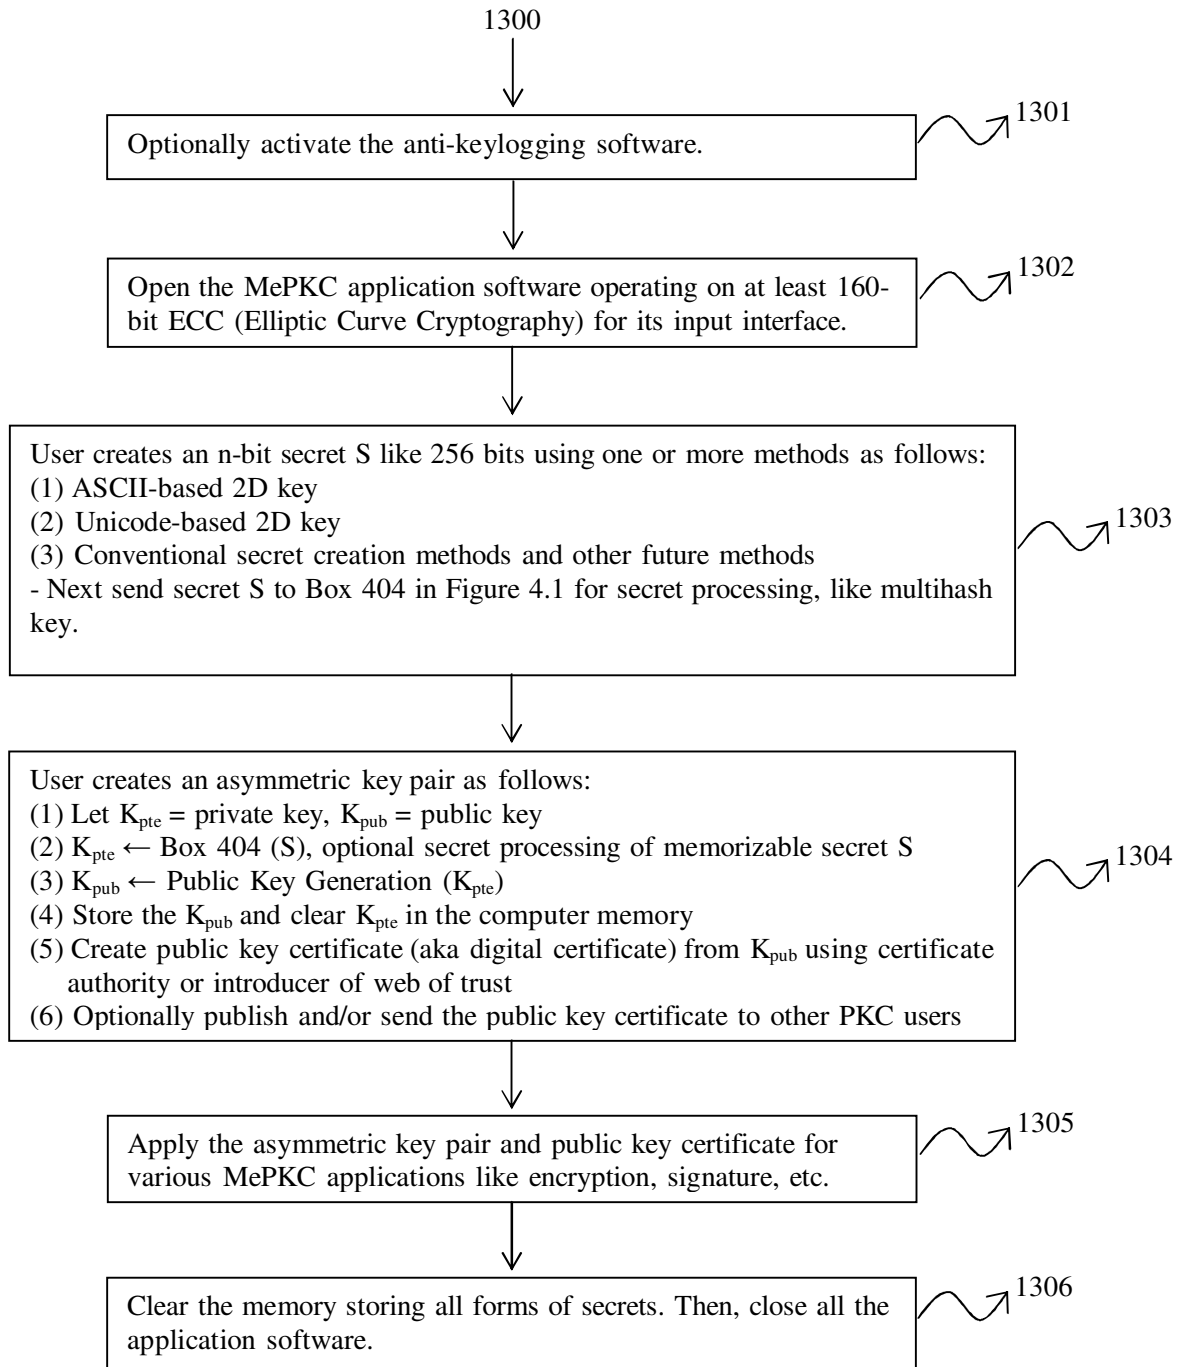 1300
Optionally activate the anti-keylogging software.
1301
Open the MePKC application software operating on at least 160-
bit ECC (Elliptic Curve Cryptography) for its input interface.
1302
User creates an n-bit secret S like 256 bits using one or more methods as follows:
(1) ASCII-based 2D key
(2) Unicode-based 2D key
(3) Conventional secret creation methods and other future methods
- Next send secret S to Box 404 in Figure 4.1 for secret processing, like multihash
key.
1303
User creates an asymmetric key pair as follows:
(1) Let Kpte = private key, Kpub = public key
(2) Kpte ← Box 404 (S), optional secret processing of memorizable secret S
(3) Kpub ← Public Key Generation (Kpte)
(4) Store the Kpub and clear Kpte in the computer memory
(5) Create public key certificate (aka digital certificate) from Kpub using certificate
authority or introducer of web of trust
(6) Optionally publish and/or send the public key certificate to other PKC users
1304
Apply the asymmetric key pair and public key certificate for
various MePKC applications like encryption, signature, etc.
1305
Clear the memory storing all forms of secrets. Then, close all the
application software.
1306